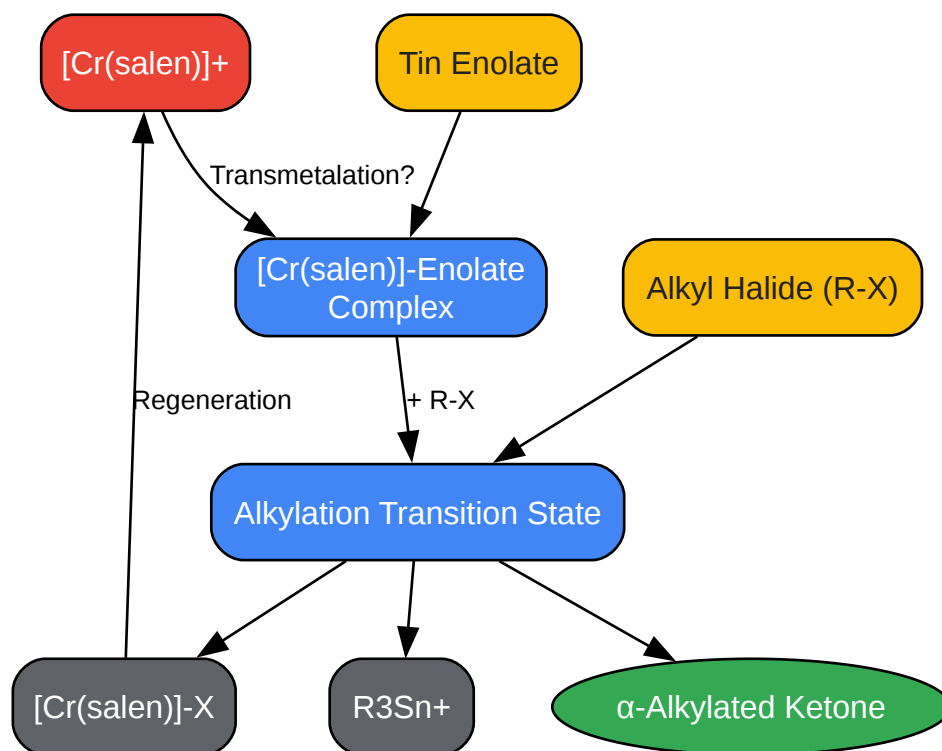 [Cr(salen)]+
Tin Enolate
Transmetalation?
[Cr(salen)]-Enolate
Complex
Alkyl Halide (R-X)
Regeneration
+ R-X
Alkylation Transition State
[Cr(salen)]-X
R3Sn+
α-Alkylated Ketone